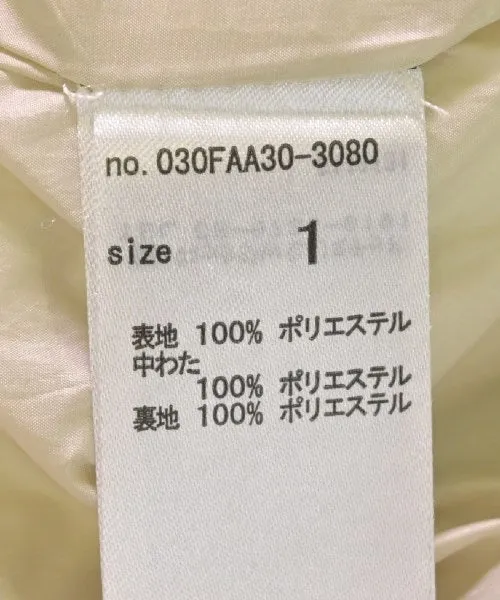 no. 030FAA30-3080
size 1
表地 100% ポリエステル
中わた
100% ポリエステル
裏地 100% ポリエステル